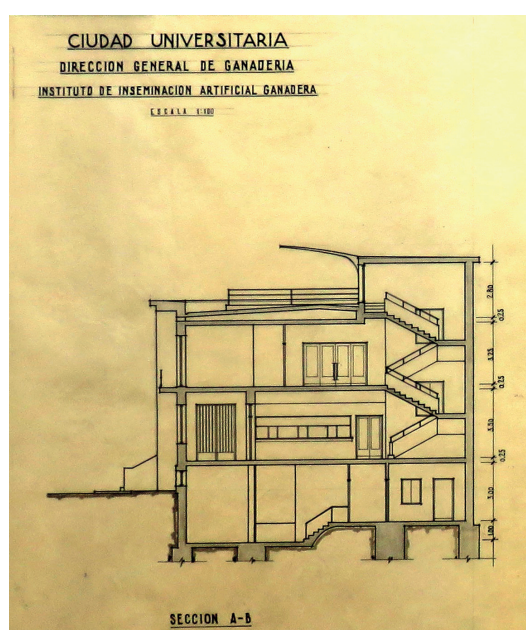 CIUDAD UNIVERSITARIA
DIRECCION GENERAL DE GANADERIA
INSTITUTO DE INSEMINACION ARTIFICIAL GANADERA
ESCALA 1:100
2.80
0.25
3.25
0.25
3.50
0.25
3.00
1.00
SECCION A-B